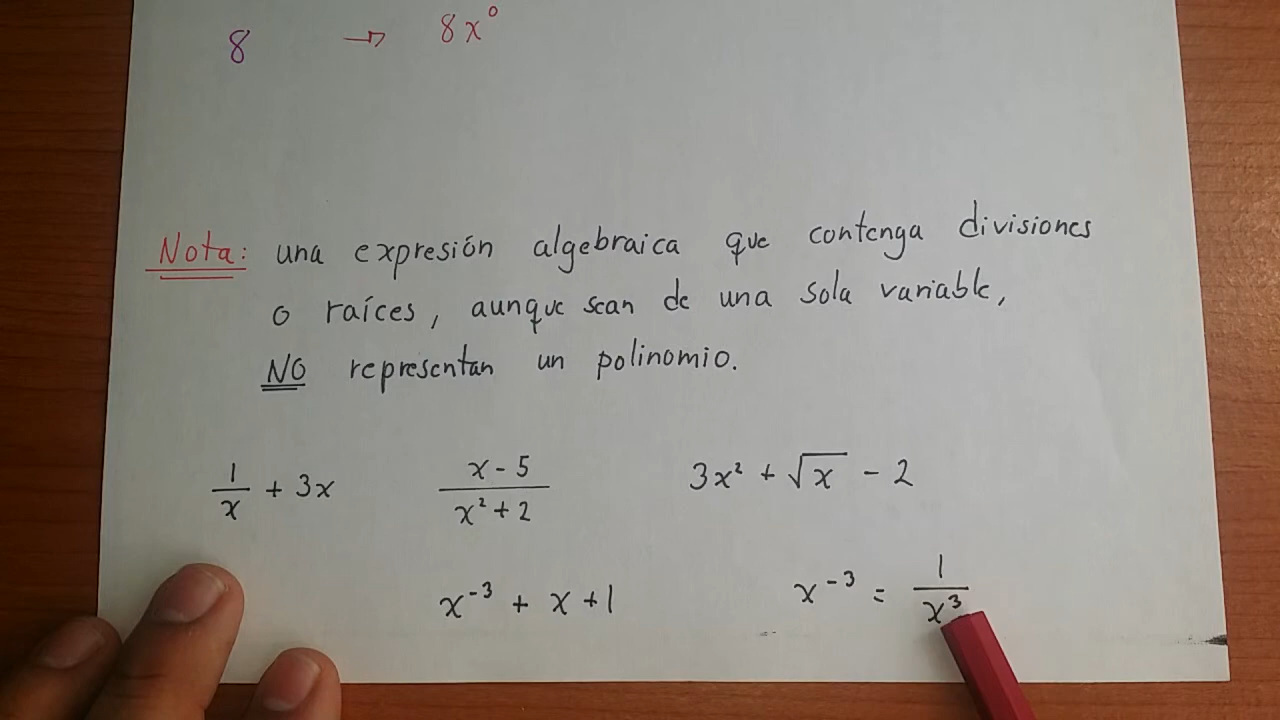 8 → 8x⁰
Nota: una expresión algebraica que contenga divisiones
o raíces, aunque sean de una sola variable,
NO representan un polinomio.
1/x + 3x    (x - 5)/(x² + 2)    3x² + √x - 2
x⁻³ + x + 1    x⁻³ = 1/x³